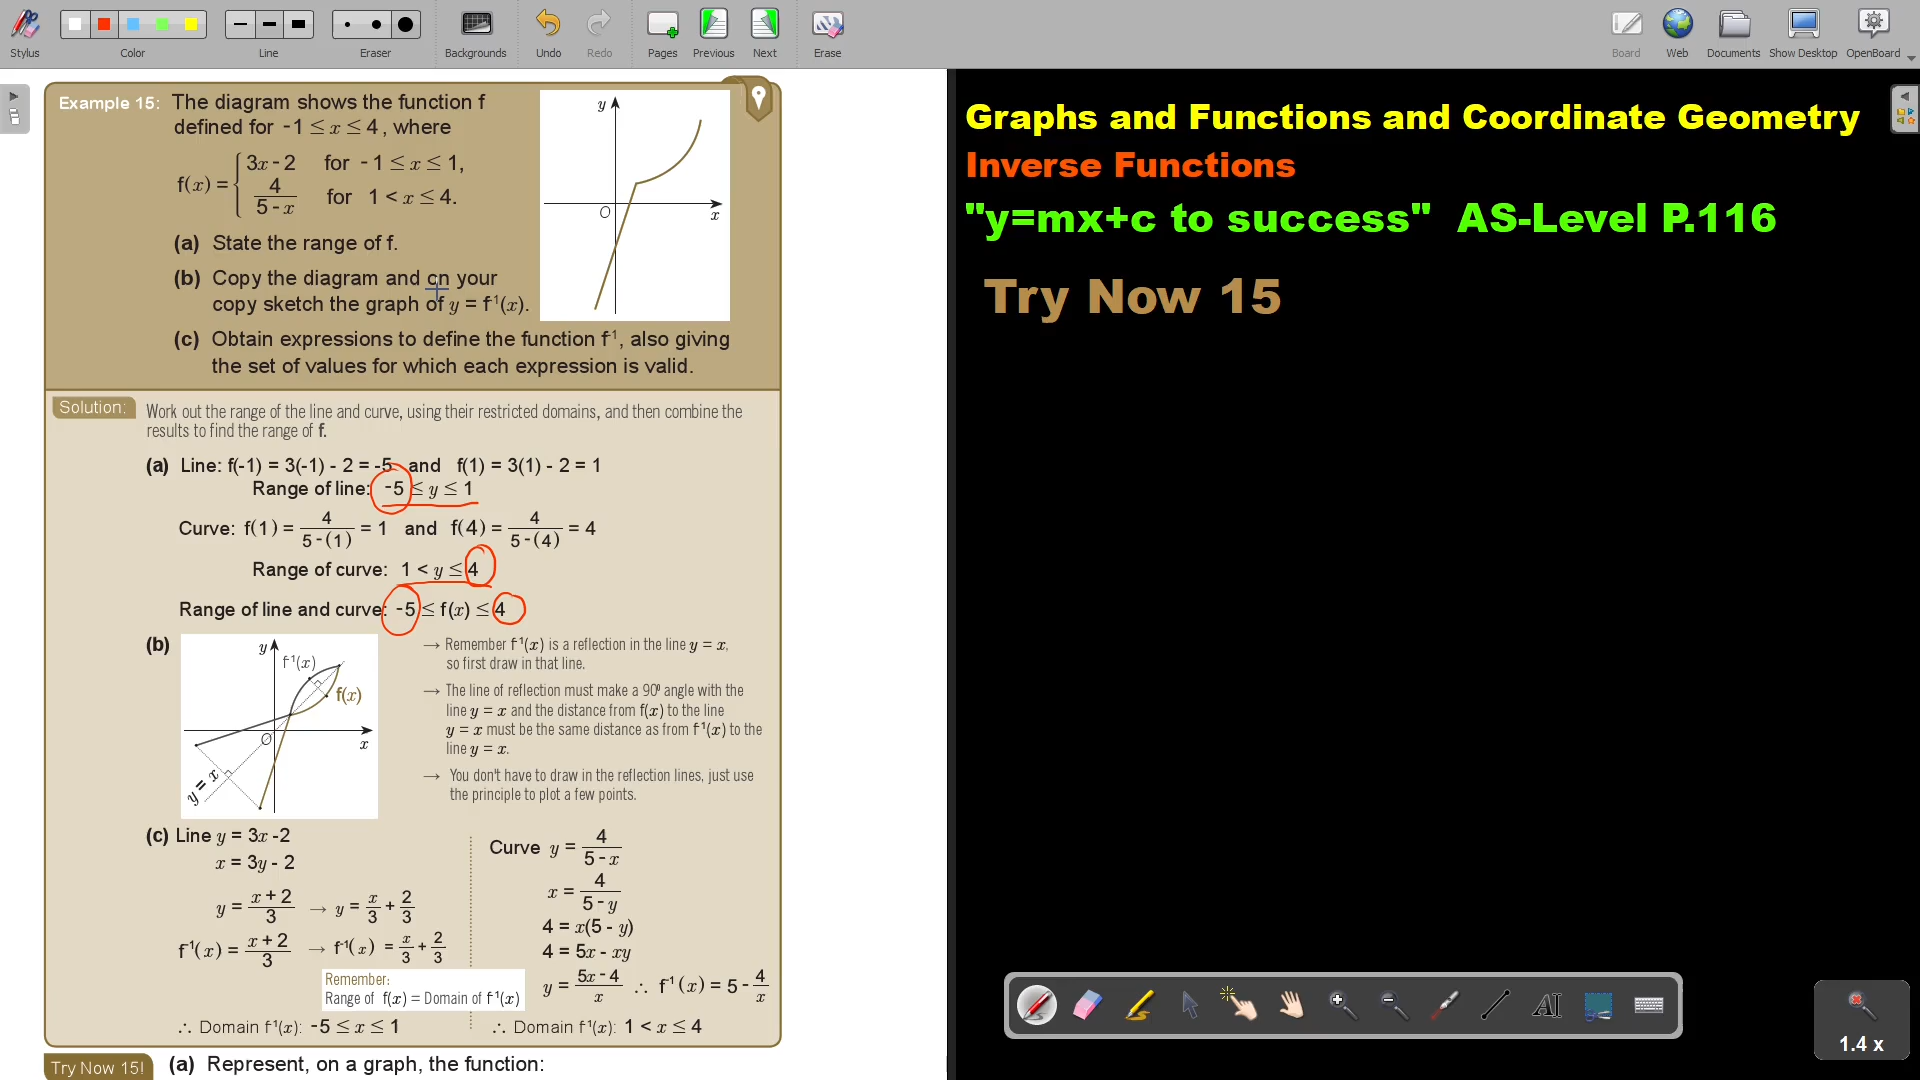 Stylus
Color
Line
Eraser
Backgrounds
Undo
Redo
Pages
Previous
Next
Erase
Board
Web
Documents
Show Desktop
OpenBoard
Example 15: The diagram shows the function f
defined for -1 ≤ x ≤ 4, where
f(x) = { 3x - 2 for -1 ≤ x ≤ 1,
4/(5 - x) for 1 < x ≤ 4.
y
O
x
(a) State the range of f.
(b) Copy the diagram and on your
copy sketch the graph of y = f⁻¹(x).
(c) Obtain expressions to define the function f⁻¹, also giving
the set of values for which each expression is valid.
Solution: Work out the range of the line and curve, using their restricted domains, and then combine the
results to find the range of f.
(a) Line: f(-1) = 3(-1) - 2 = -5 and f(1) = 3(1) - 2 = 1
Range of line: -5 ≤ y ≤ 1
Curve: f(1) = 4/(5-(1)) = 1 and f(4) = 4/(5-(4)) = 4
Range of curve: 1 < y ≤ 4
Range of line and curve: -5 ≤ f(x) ≤ 4
(b)
y
f⁻¹(x)
f(x)
O
x
y = x
→ Remember f⁻¹(x) is a reflection in the line y = x,
so first draw in that line.
→ The line of reflection must make a 90⁰ angle with the
line y = x and the distance from f(x) to the line
y = x must be the same distance as from f⁻¹(x) to the
line y = x.
→ You don't have to draw in the reflection lines, just use
the principle to plot a few points.
(c) Line y = 3x -2
x = 3y - 2
y = (x + 2)/3 → y = x/3 + 2/3
f⁻¹(x) = (x + 2)/3 → f⁻¹(x) = x/3 + 2/3
Remember:
Range of f(x) = Domain of f⁻¹(x)
∴ Domain f⁻¹(x): -5 ≤ x ≤ 1
Curve y = 4/(5 - x)
x = 4/(5 - y)
4 = x(5 - y)
4 = 5x - xy
y = (5x - 4)/x ∴ f⁻¹(x) = 5 - 4/x
∴ Domain f⁻¹(x): 1 < x ≤ 4
Try Now 15! (a) Represent, on a graph, the function:
Graphs and Functions and Coordinate Geometry
Inverse Functions
"y=mx+c to success" AS-Level P.116
Try Now 15
AI
1.4 x